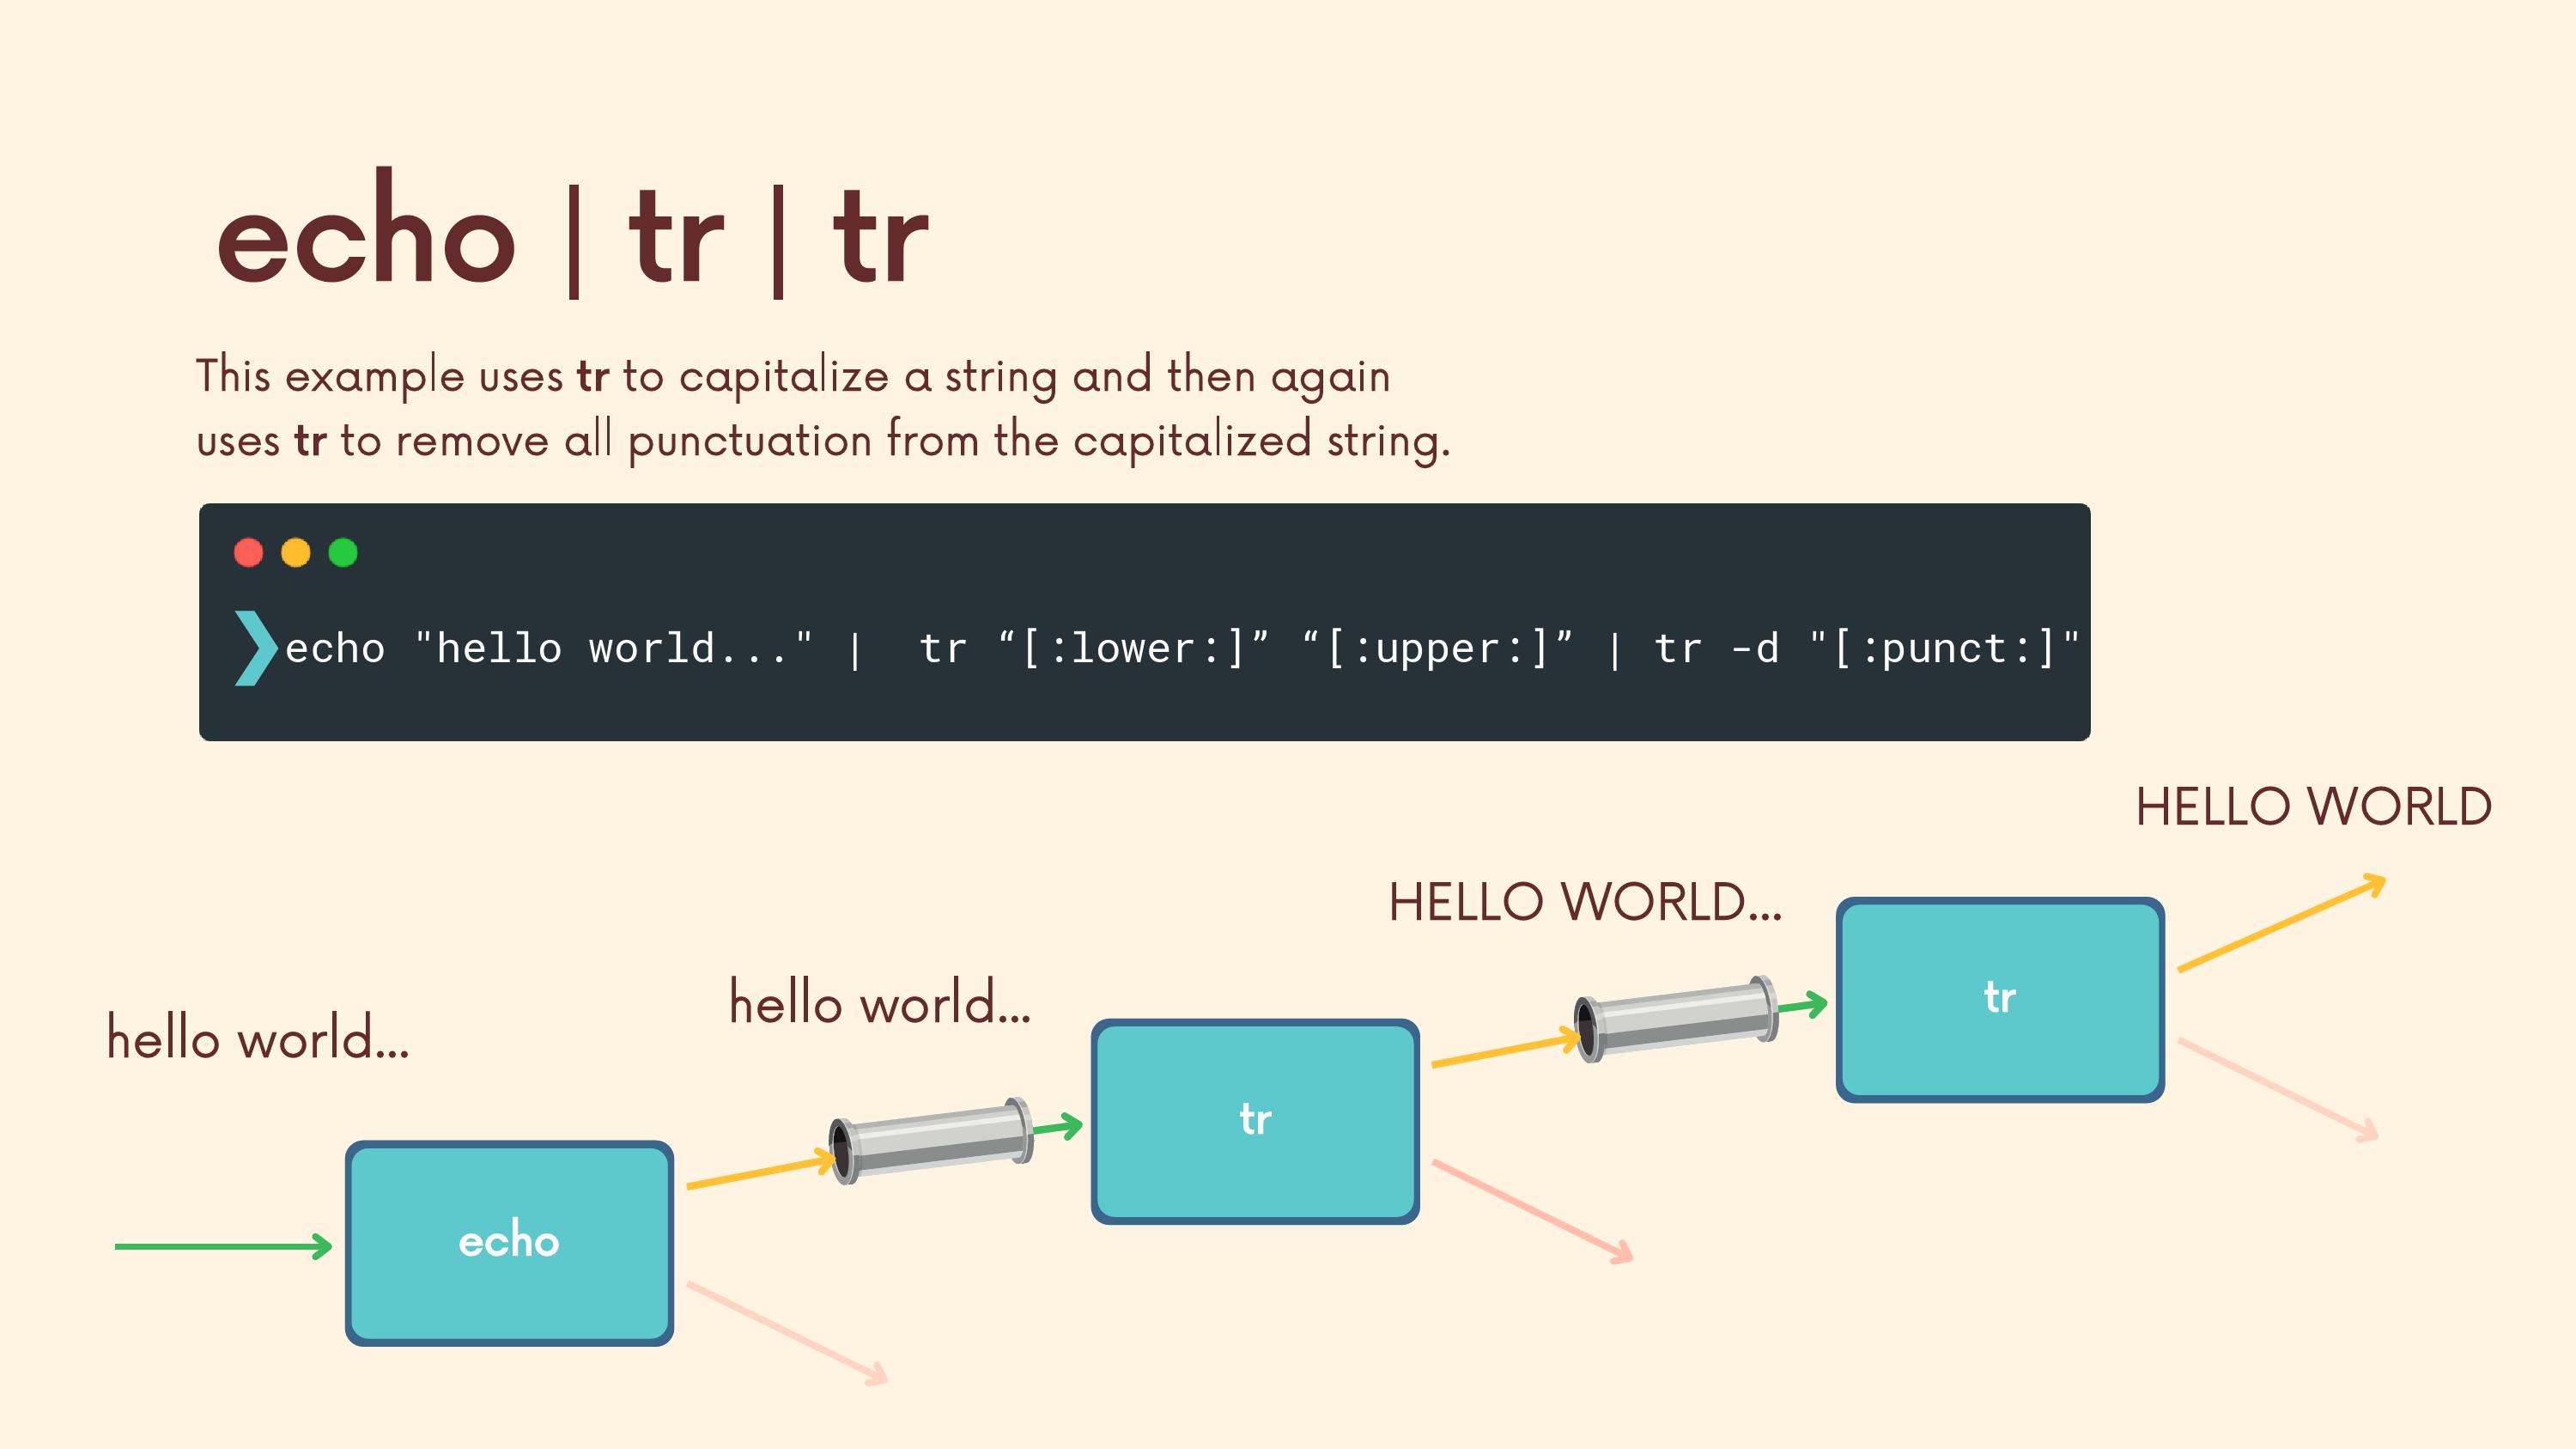 echo | tr | tr
This example uses tr to capitalize a string and then again
uses tr to remove all punctuation from the capitalized string.
❯echo "hello world..." |  tr “[:lower:]” “[:upper:]” | tr -d "[:punct:]"
HELLO WORLD
HELLO WORLD...
hello world...
hello world...
tr
tr
echo